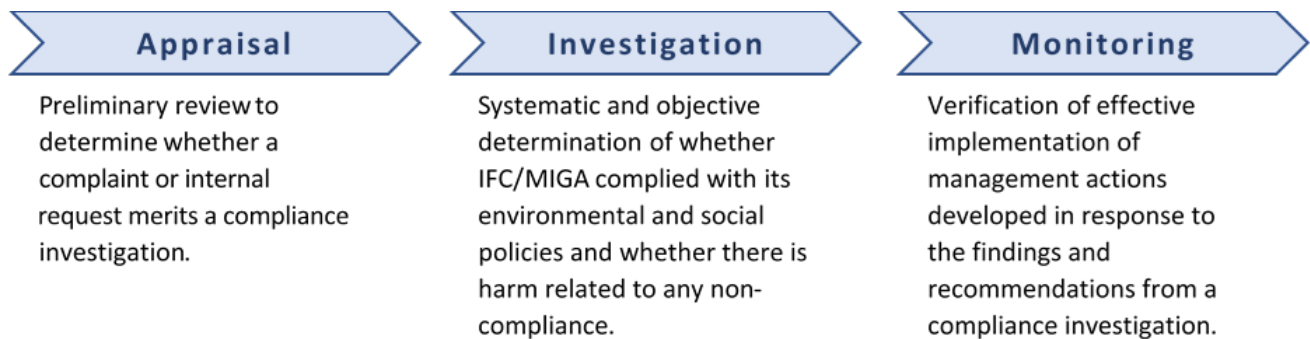 Appraisal
Preliminary review to
determine whether a
complaint or internal
request merits a compliance
investigation.
Investigation
Systematic and objective
determination of whether
IFC/MIGA complied with its
environmental and social
policies and whether there is
harm related to any non-
compliance.
Monitoring
Verification of effective
implementation of
management actions
developed in response to
the findings and
recommendations from a
compliance investigation.